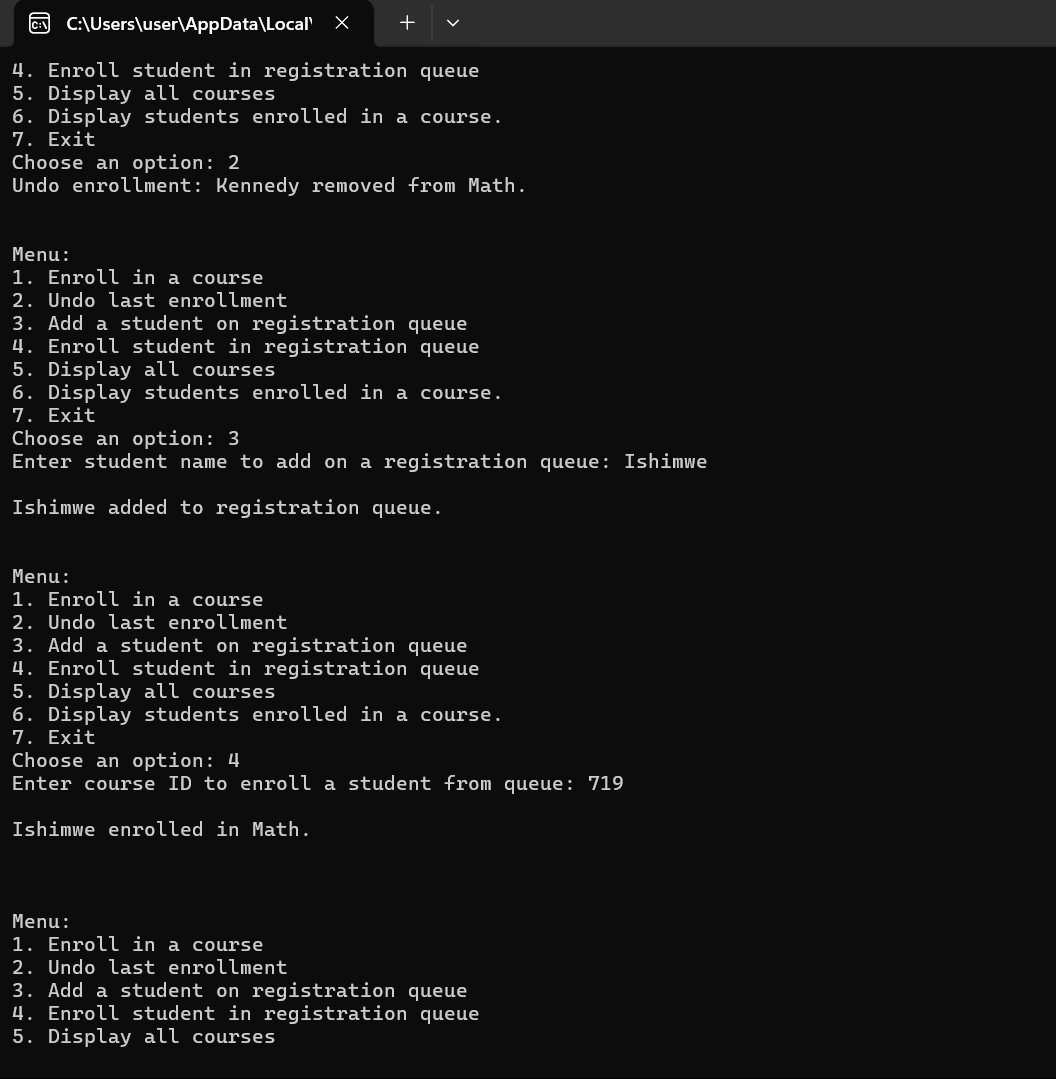 C:\Users\user\AppData\Local\
4. Enroll student in registration queue
5. Display all courses
6. Display students enrolled in a course.
7. Exit
Choose an option: 2
Undo enrollment: Kennedy removed from Math.
Menu:
1. Enroll in a course
2. Undo last enrollment
3. Add a student on registration queue
4. Enroll student in registration queue
5. Display all courses
6. Display students enrolled in a course.
7. Exit
Choose an option: 3
Enter student name to add on a registration queue: Ishimwe
Ishimwe added to registration queue.
Menu:
1. Enroll in a course
2. Undo last enrollment
3. Add a student on registration queue
4. Enroll student in registration queue
5. Display all courses
6. Display students enrolled in a course.
7. Exit
Choose an option: 4
Enter course ID to enroll a student from queue: 719
Ishimwe enrolled in Math.
Menu:
1. Enroll in a course
2. Undo last enrollment
3. Add a student on registration queue
4. Enroll student in registration queue
5. Display all courses